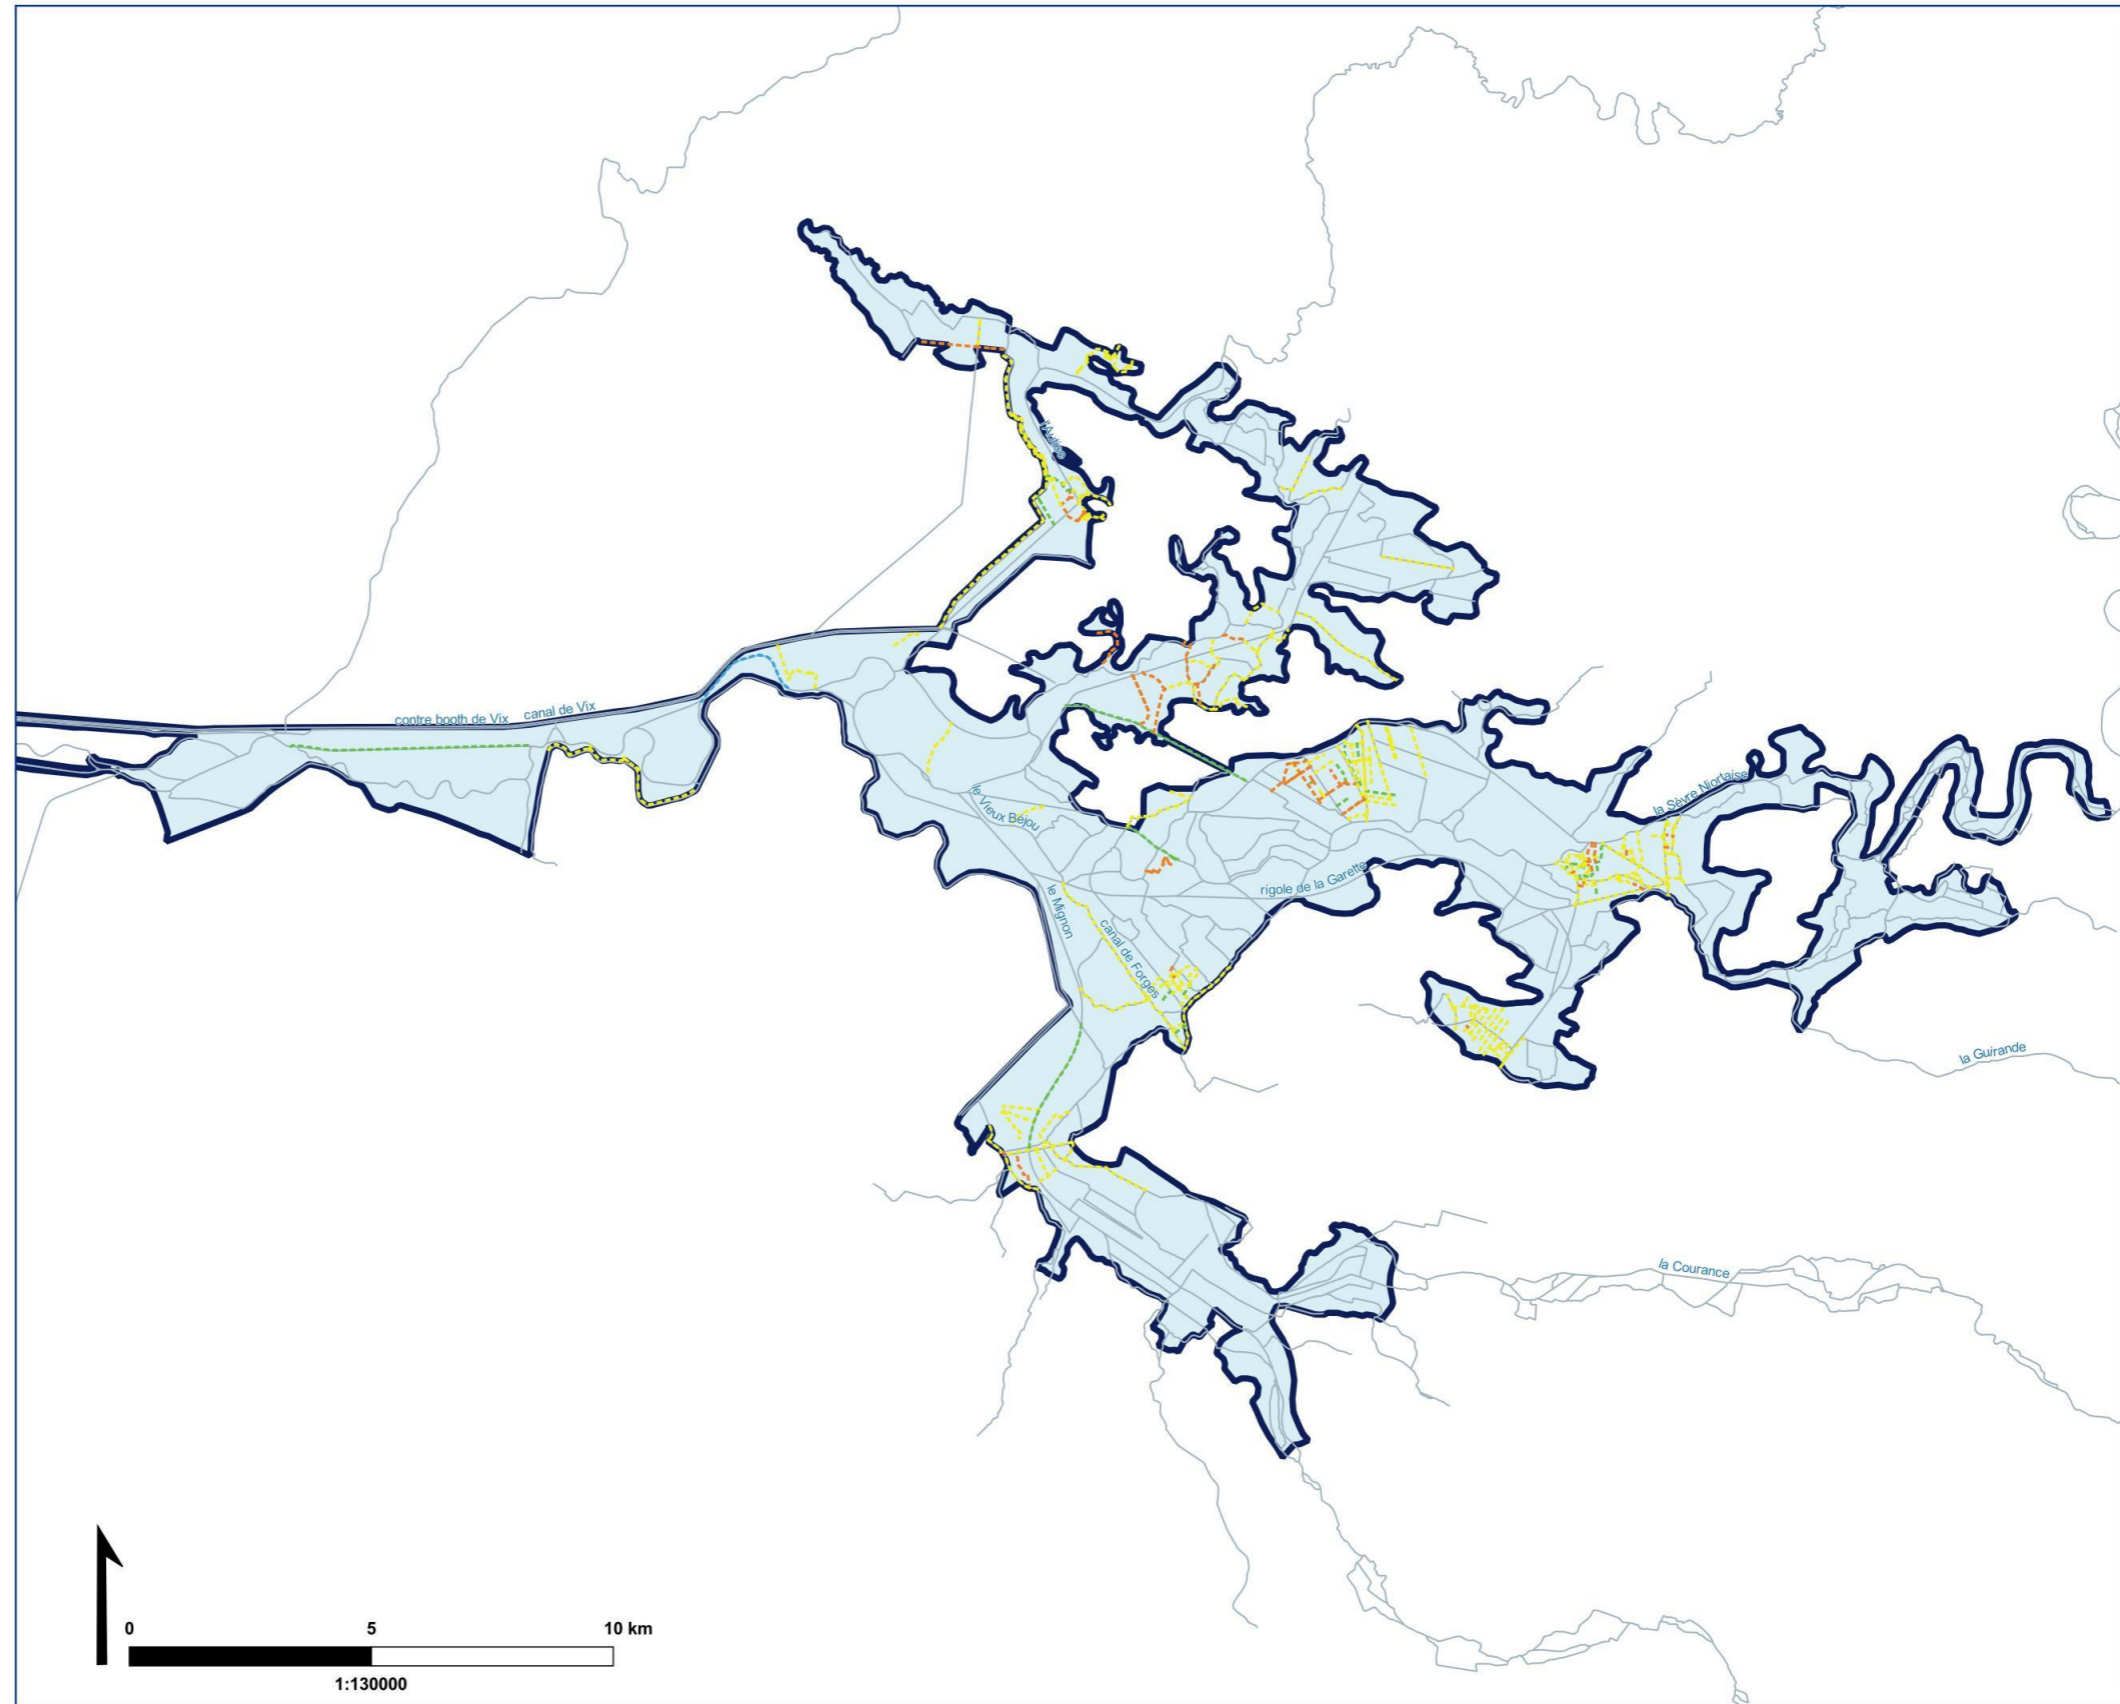 l'Autise
contre booth de Vix
canal de Vix
le Vieux Béjou
la Sèvre Niortaise
rigole de la Garette
le Mignon
canal de Forges
la Guirande
la Courance
0 5 10 km
1:130000